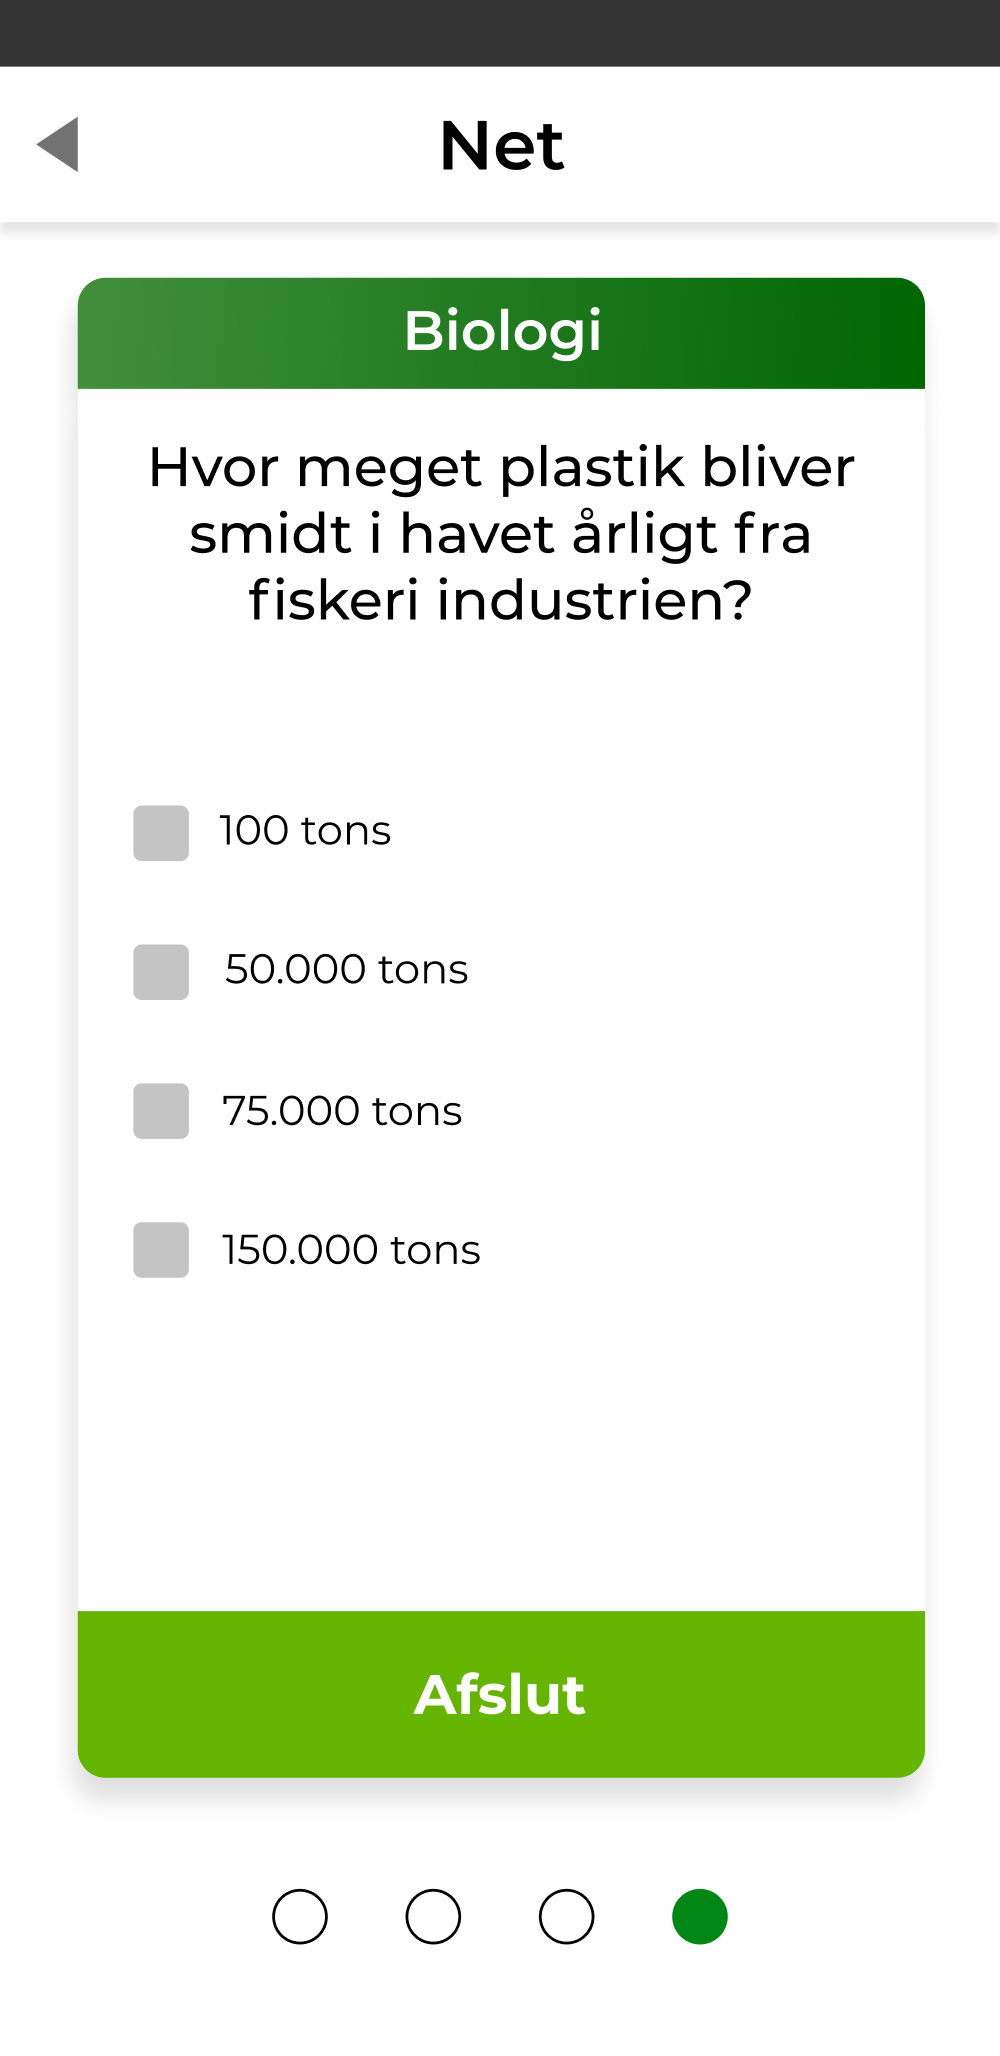 Net
Biologi
Hvor meget plastik bliver
smidt i havet årligt fra
fiskeri industrien?
100 tons
50.000 tons
75.000 tons
150.000 tons
Afslut